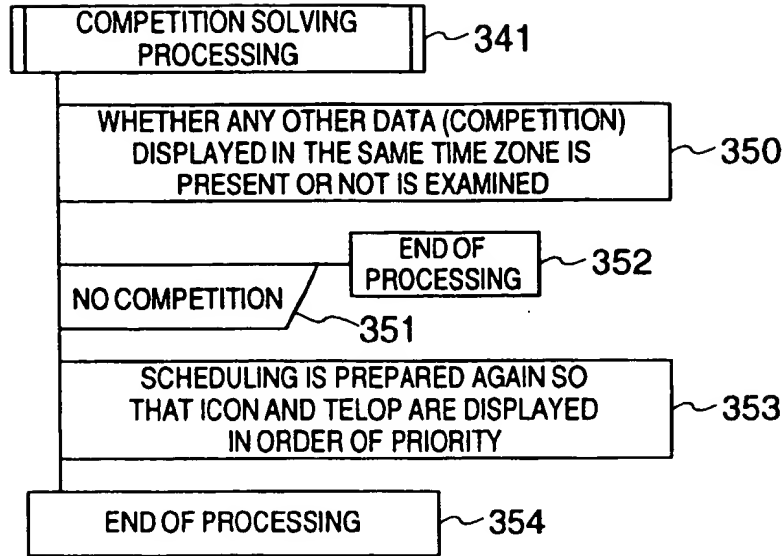 COMPETITION SOLVING
PROCESSING
341
WHETHER ANY OTHER DATA (COMPETITION)
DISPLAYED IN THE SAME TIME ZONE IS
PRESENT OR NOT IS EXAMINED
350
END OF
PROCESSING
352
NO COMPETITION
351
SCHEDULING IS PREPARED AGAIN SO
THAT ICON AND TELOP ARE DISPLAYED
IN ORDER OF PRIORITY
353
END OF PROCESSING
354